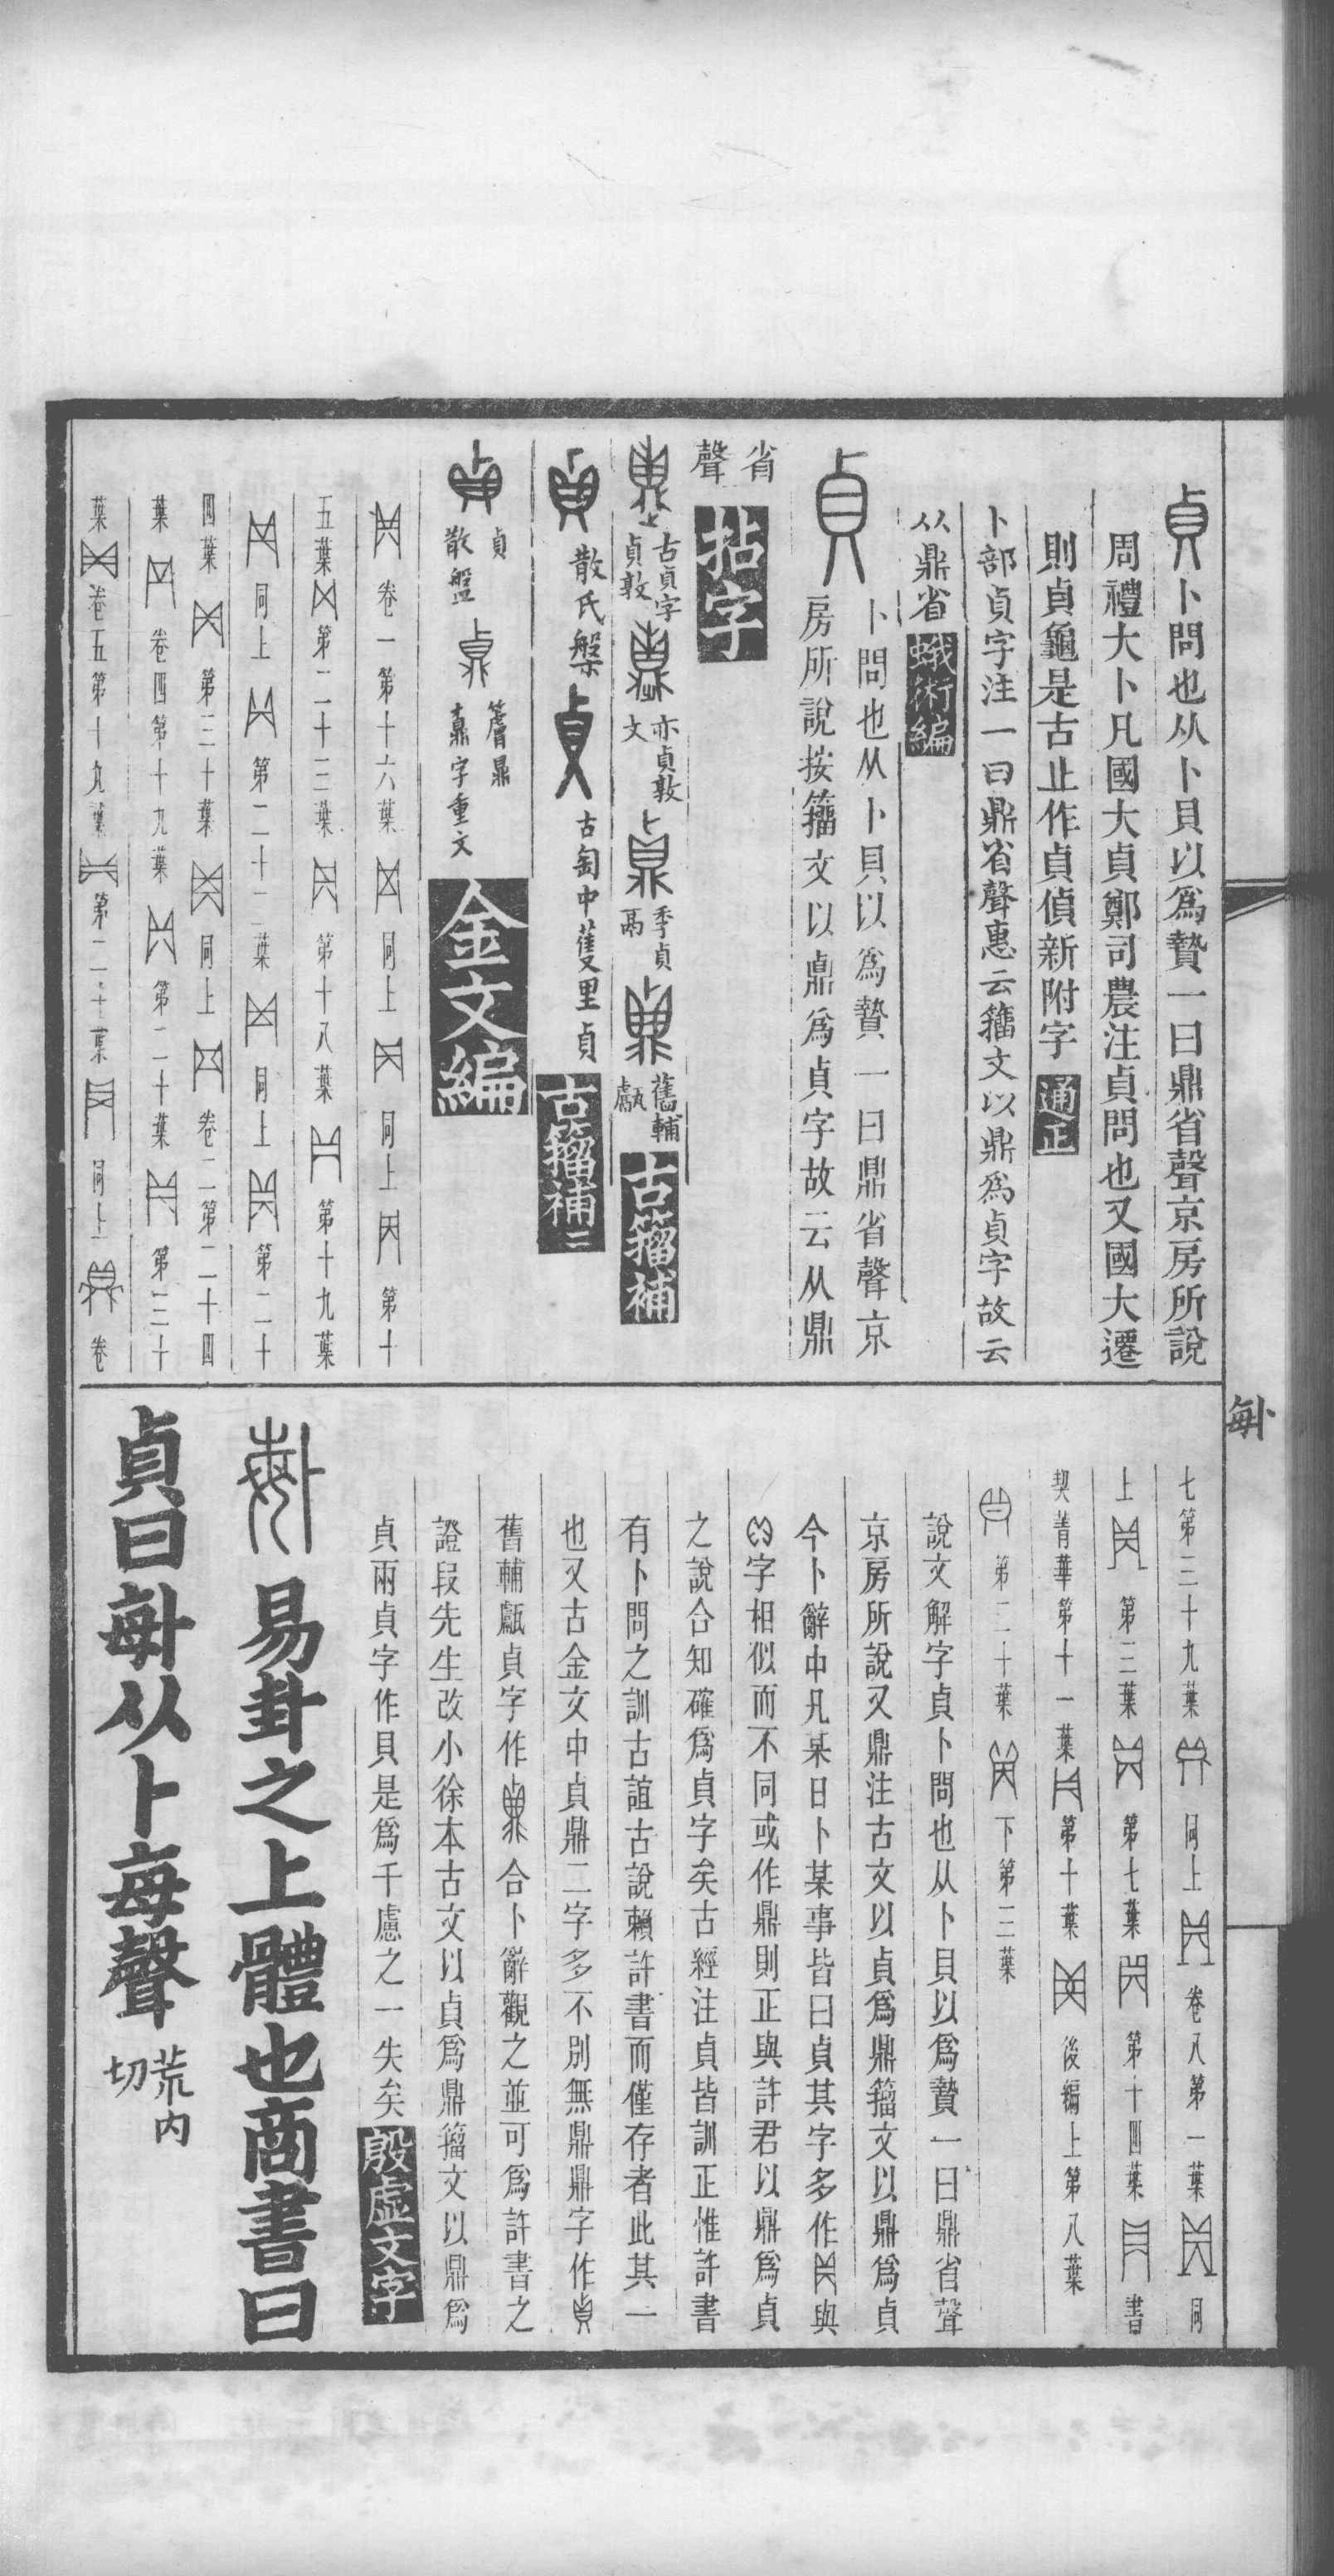 貞卜問也从卜貝以爲贄一曰鼎省聲京房所說
周禮大卜凡國大貞鄭司農注貞問也又國大遷
則貞龜是古止作貞偵新附字通正
卜部貞字注一曰鼎省聲惠云籒文以鼎爲貞字故云
从鼎省蛾術編
貞
卜問也从卜貝以爲贄一曰鼎省聲京
房所說按籒文以鼎爲貞字故云从鼎
省
聲
拈字
古貞字
貞敦
亦貞敦
文
季貞
鬲
舊輔
甗
古籀補
散氏槃
古匋中蒦里貞
古籀補二
貞
散盤
簷鼎
鼑字重文
金文編
卷一第十六葉 同上 同上 第十
五葉 第二十三葉 第十八葉 第十九葉
同上 第二十二葉 同上 第二十
四葉 第三十葉 同上 卷二第二十四
葉 卷四第十九葉 第二十葉 第三十
葉 卷五第十九葉 第二十葉 同上 卷
七第三十九葉 同上 卷八第一葉 同
上 第三葉 第七葉 第十四葉 書
契菁華第十一葉 第十葉 後編上第八葉
第二十葉 下第三葉
說文解字貞卜問也从卜貝以爲贄一曰鼎省聲
京房所說又鼎注古文以貞爲鼎籒文以鼎爲貞
今卜辭中凡某日卜某事皆曰貞其字多作與
字相似而不同或作鼎則正與許君以鼎爲貞
之說合知確爲貞字矣古經注貞皆訓正惟許書
有卜問之訓古誼古說賴許書而僅存者此其一
也又古金文中貞鼎二字多不別無鼎鼎字作
舊輔甗貞字作合卜辭觀之並可爲許書之
證段先生改小徐本古文以貞爲鼎籒文以鼎爲
貞兩貞字作貝是爲千慮之一失矣殷虛文字
易卦之上體也商書曰
貞曰𠧩从卜每聲
荒内
切
𠧩